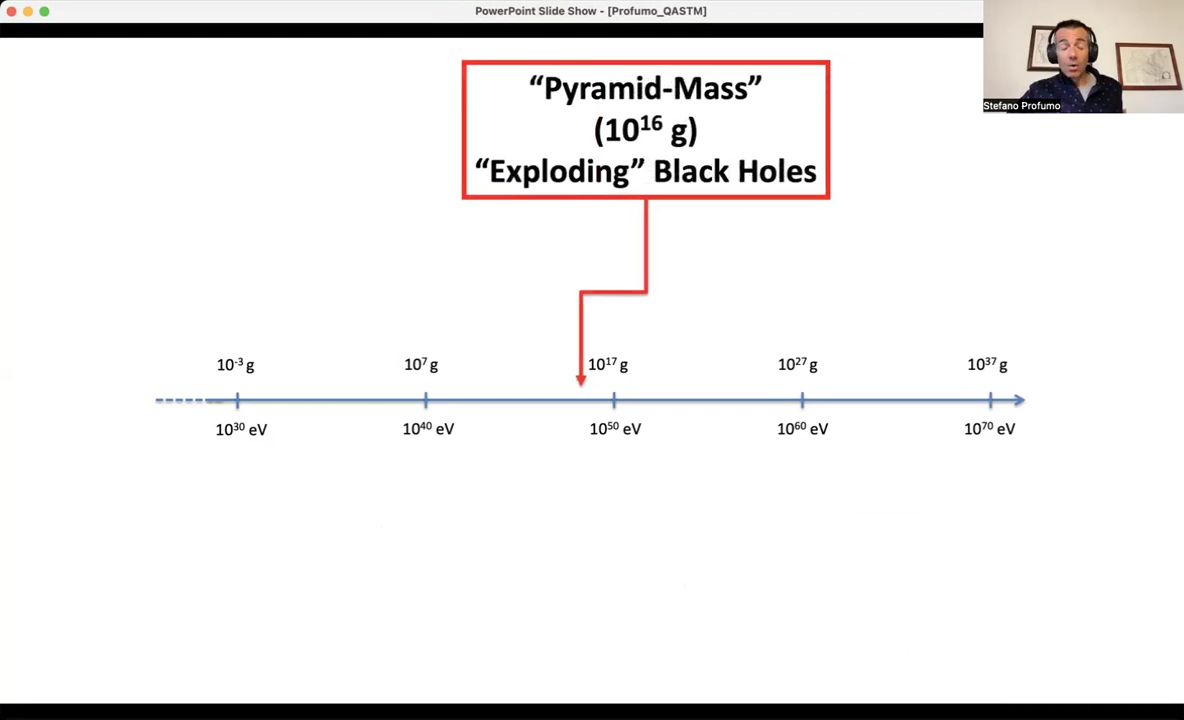 PowerPoint Slide Show - [Profumo_QASTM]
Stefano Profumo
“Pyramid-Mass”
(10¹⁶ g)
“Exploding” Black Holes
10⁻³ g 10⁷ g 10¹⁷ g 10²⁷ g 10³⁷ g
10³⁰ eV 10⁴⁰ eV 10⁵⁰ eV 10⁶⁰ eV 10⁷⁰ eV